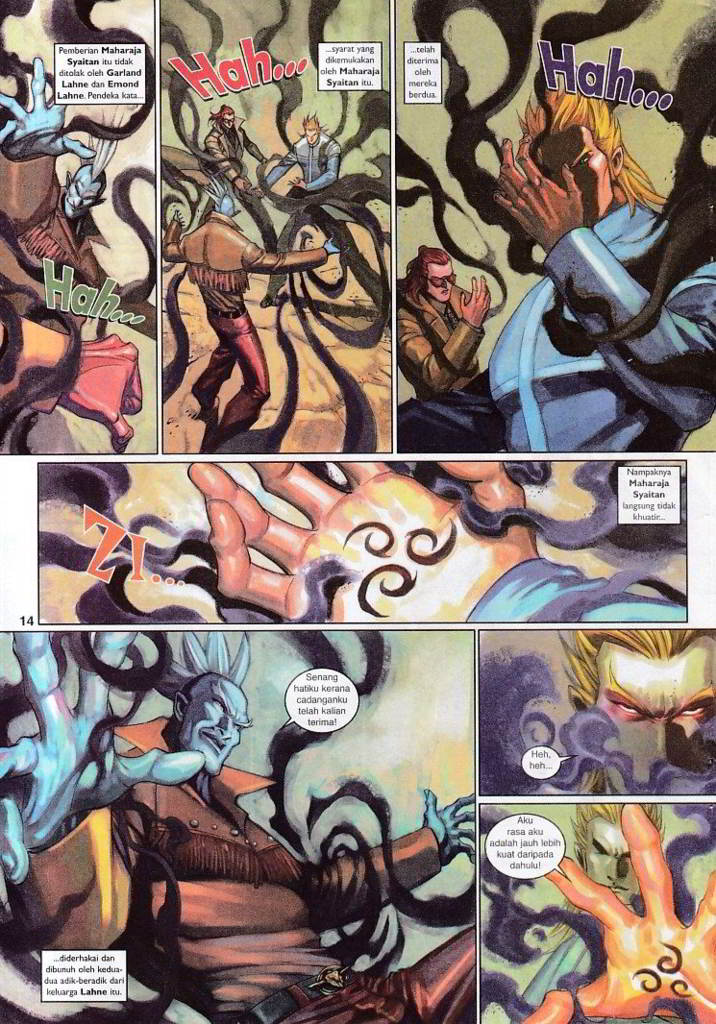 Pemberian Maharaja
Syaitan itu tidak
ditolak oleh Garland
Lahne dan Emond
Lahne. Pendeka kata...
Hah...
Hah...
...syarat yang
dikemukakan
oleh Maharaja
Syaitan itu.
...telah
diterima
oleh
mereka
berdua.
Hah...
Nampaknya
Maharaja
Syaitan
langsung tidak
khuatir...
ZI...
14
Senang
hatiku kerana
cadanganku
telah kalian
terima!
...diderhakai dan
dibunuh oleh kedua-
dua adik-beradik dari
keluarga Lahne itu.
Heh,
heh...
Aku
rasa aku
adalah jauh lebih
kuat daripada
dahulu!